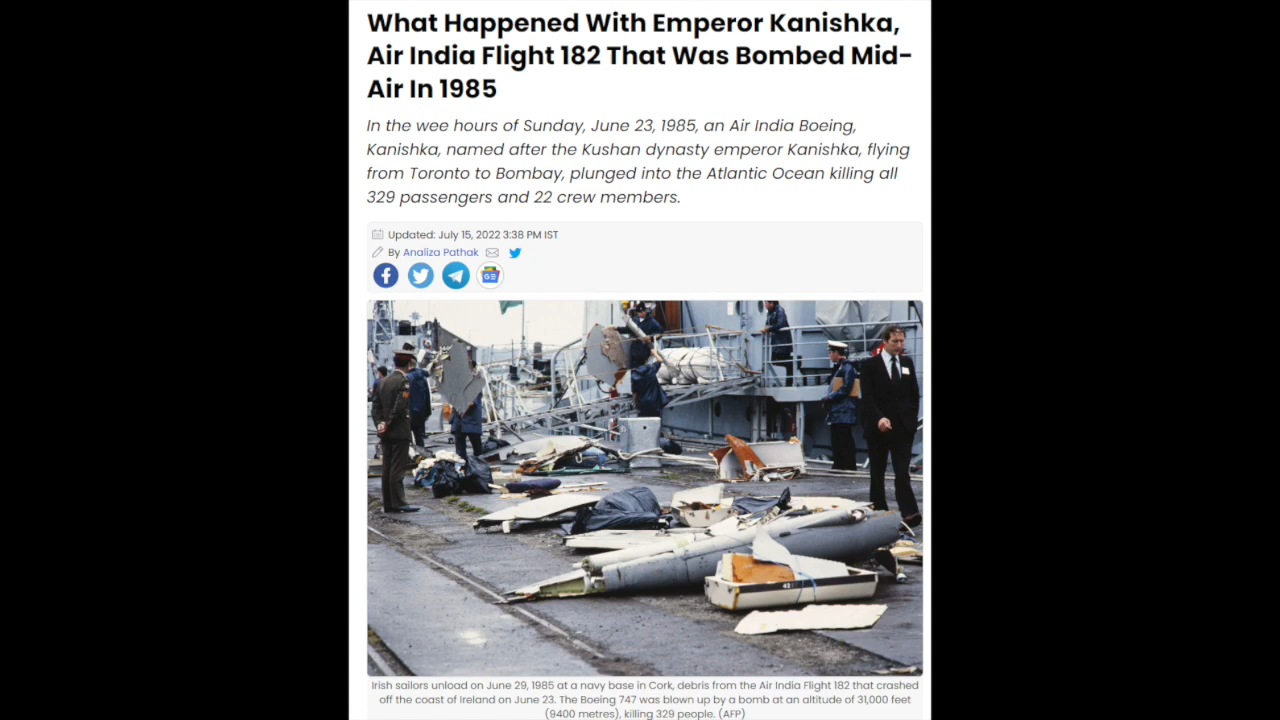 What Happened With Emperor Kanishka,
Air India Flight 182 That Was Bombed Mid-
Air In 1985
In the wee hours of Sunday, June 23, 1985, an Air India Boeing,
Kanishka, named after the Kushan dynasty emperor Kanishka, flying
from Toronto to Bombay, plunged into the Atlantic Ocean killing all
329 passengers and 22 crew members.
Updated: July 15, 2022 3:38 PM IST
By Analiza Pathak
GE
Irish sailors unload on June 29, 1985 at a navy base in Cork, debris from the Air India Flight 182 that crashed
off the coast of Ireland on June 23. The Boeing 747 was blown up by a bomb at an altitude of 31,000 feet
(9400 metres), killing 329 people. (AFP)